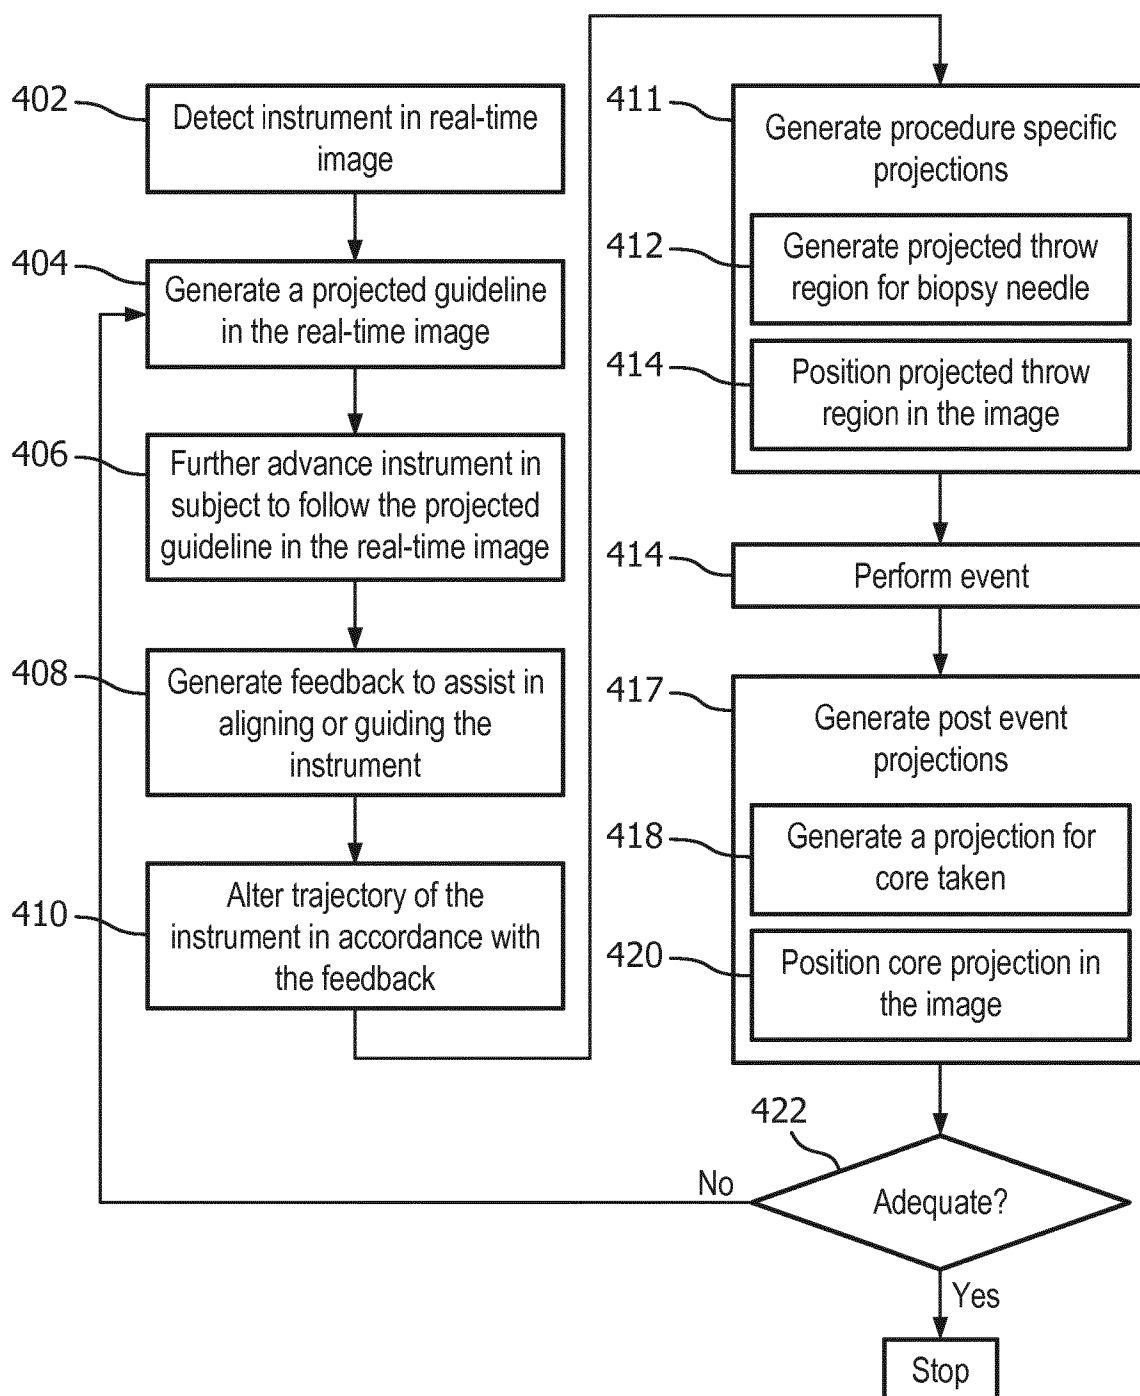 402
Detect instrument in real-time
image
404
Generate a projected guideline
in the real-time image
406
Further advance instrument in
subject to follow the projected
guideline in the real-time image
408
Generate feedback to assist in
aligning or guiding the
instrument
410
Alter trajectory of the
instrument in accordance with
the feedback
411
Generate procedure specific
projections
412
Generate projected throw
region for biopsy needle
414
Position projected throw
region in the image
414
Perform event
417
Generate post event
projections
418
Generate a projection for
core taken
420
Position core projection in
the image
422
Adequate?
No
Yes
Stop